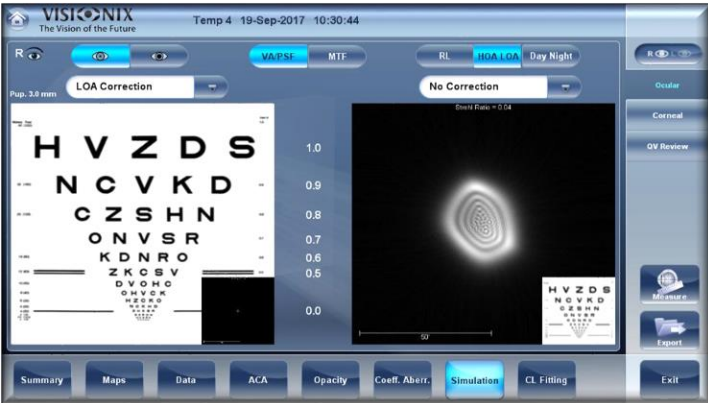 VISIONIX
The Vision of the Future
Temp 4 19-Sep-2017 10:30:44
R
VA/PSF MTF
RL HOA LOA Day Night
R L
Pup. 3.0 mm
LOA Correction
No Correction
Ocular
Corneal
QV Review
Strehl Ratio = 0.04
H V Z D S
N C V K D
C Z S H N
O N V S R
K D N R O
Z K C S V
D V O H C
O H V C K
H Z C K O
1.0
0.9
0.8
0.7
0.6
0.5
0.0
60'
H V Z D S
N C V K D
C Z S H N
O N V S R
K D N R O
Measure
Export
Summary Maps Data ACA Opacity Coeff. Aberr. Simulation CL Fitting Exit